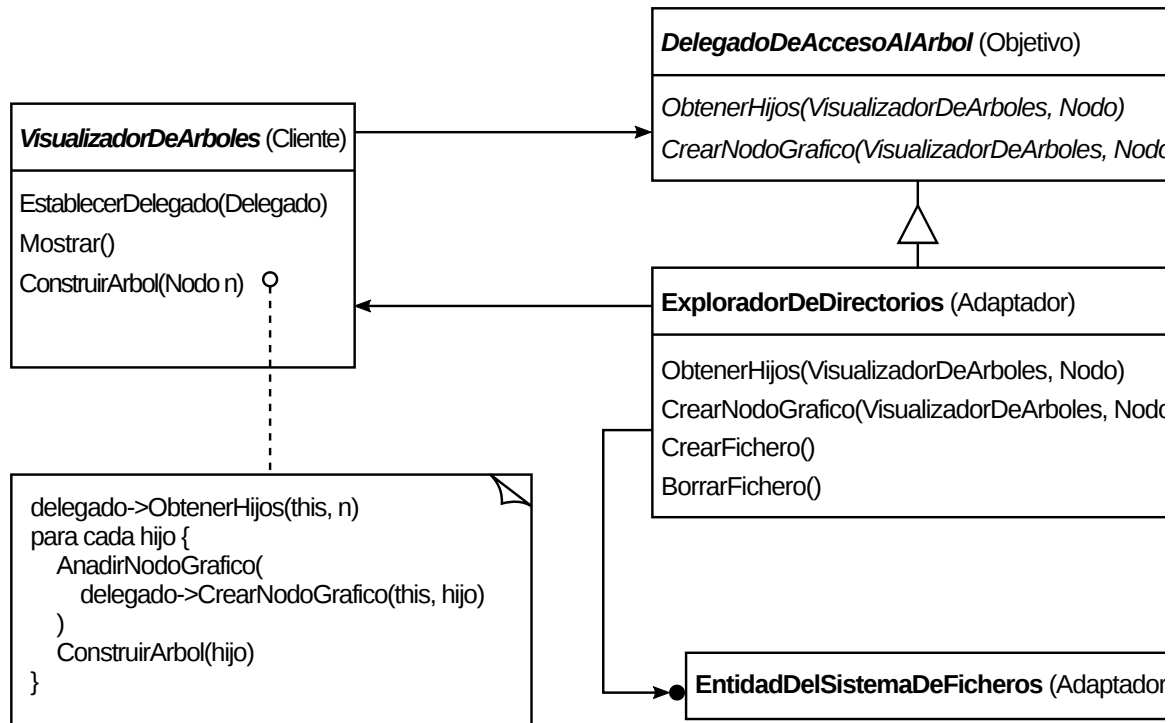 DelegadoDeAccesoAlArbol (Objetivo)
ObtenerHijos(VisualizadorDeArboles, Nodo)
CrearNodoGrafico(VisualizadorDeArboles, Nodo
VisualizadorDeArboles (Cliente)
EstablecerDelegado(Delegado)
Mostrar()
ConstruirArbol(Nodo n)
ExploradorDeDirectorios (Adaptador)
ObtenerHijos(VisualizadorDeArboles, Nodo)
CrearNodoGrafico(VisualizadorDeArboles, Nodo
CrearFichero()
BorrarFichero()
delegado->ObtenerHijos(this, n)
para cada hijo {
AnadirNodoGrafico(
delegado->CrearNodoGrafico(this, hijo)
)
ConstruirArbol(hijo)
}
EntidadDelSistemaDeFicheros (Adaptador